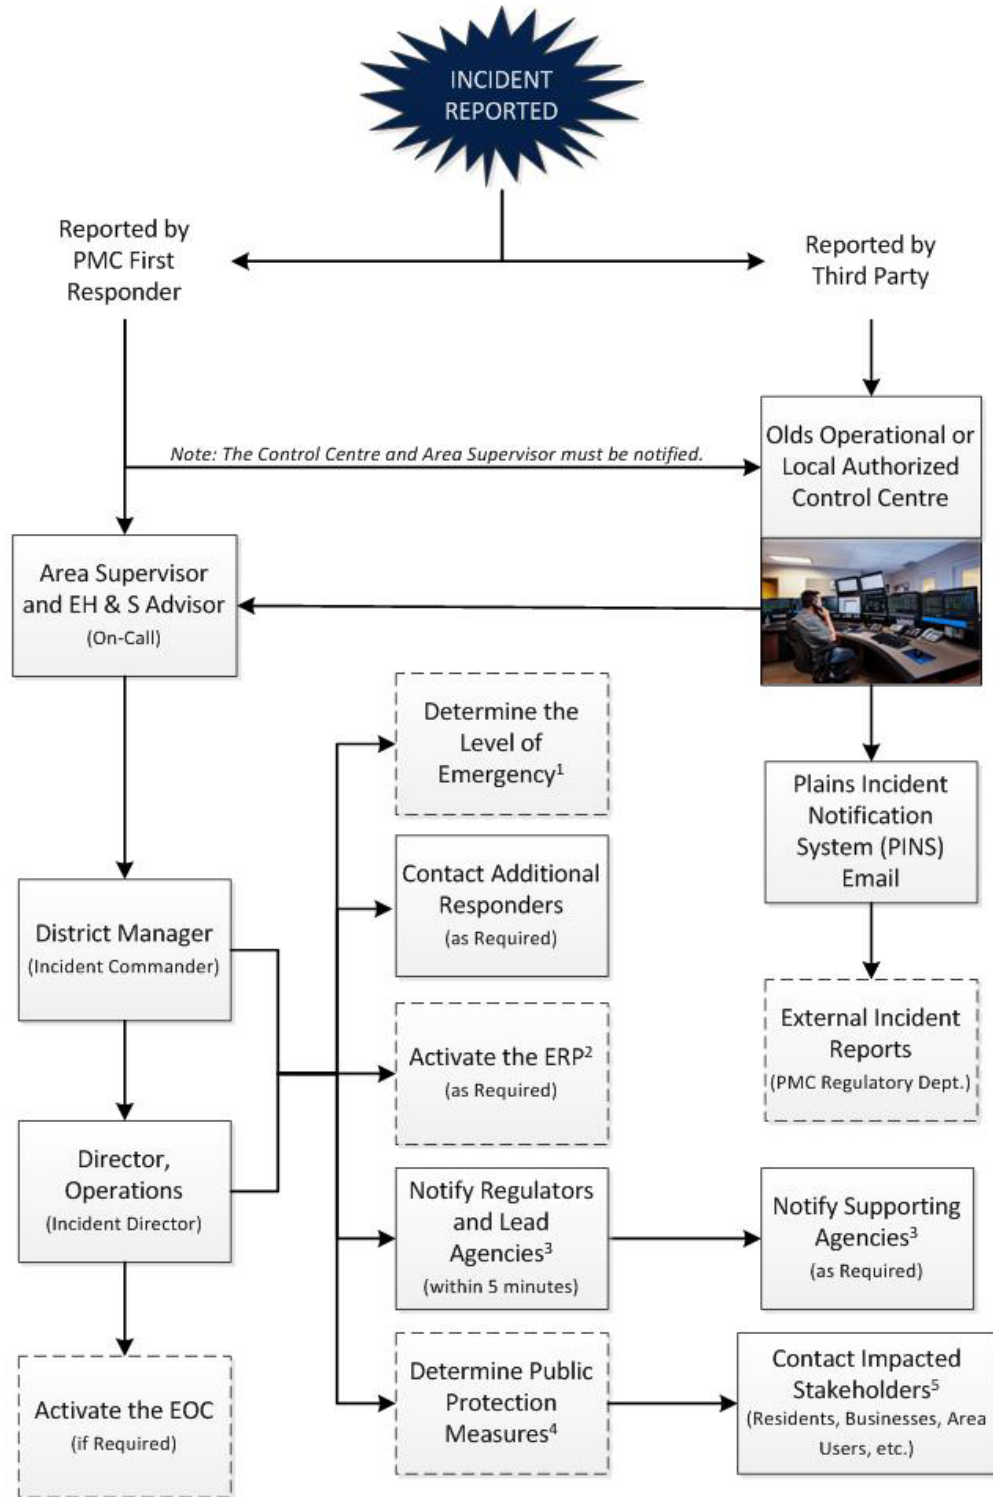 INCIDENT
REPORTED
Reported by
PMC First
Responder
Reported by
Third Party
Note: The Control Centre and Area Supervisor must be notified.
Olds Operational or
Local Authorized
Control Centre
Area Supervisor
and EH & S Advisor
(On-Call)
Determine the
Level of
Emergency¹
Plains Incident
Notification
System (PINS)
Email
Contact Additional
Responders
(as Required)
District Manager
(Incident Commander)
External Incident
Reports
(PMC Regulatory Dept.)
Activate the ERP²
(as Required)
Director,
Operations
(Incident Director)
Notify Regulators
and Lead
Agencies³
(within 5 minutes)
Notify Supporting
Agencies³
(as Required)
Activate the EOC
(if Required)
Determine Public
Protection
Measures⁴
Contact Impacted
Stakeholders⁵
(Residents, Businesses, Area
Users, etc.)